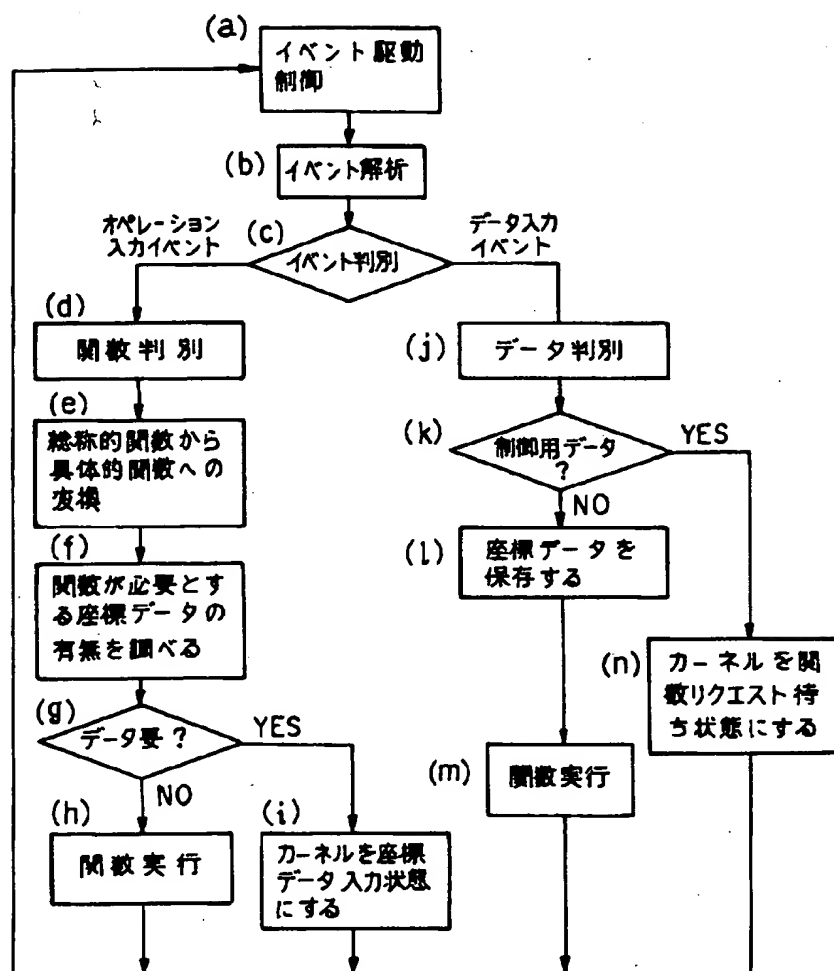 (a)
イベント駆動
制御
(b)
イベント解析
オペレーション
入力イベント
(c)
データ入力
イベント
イベント判別
(d)
関数判別
(j)
データ判別
(e)
総称的関数から
具体的関数への
変換
(k)
制御用データ
?
YES
NO
(f)
関数が必要とす
る座標データの
有無を調べる
(l)
座標データを
保存する
(g)
データ要?
YES
NO
(n)
カーネルを関
数リクエスト待
ち状態にする
(m)
関数実行
(h)
関数実行
(i)
カーネルを座標
データ入力状態
にする